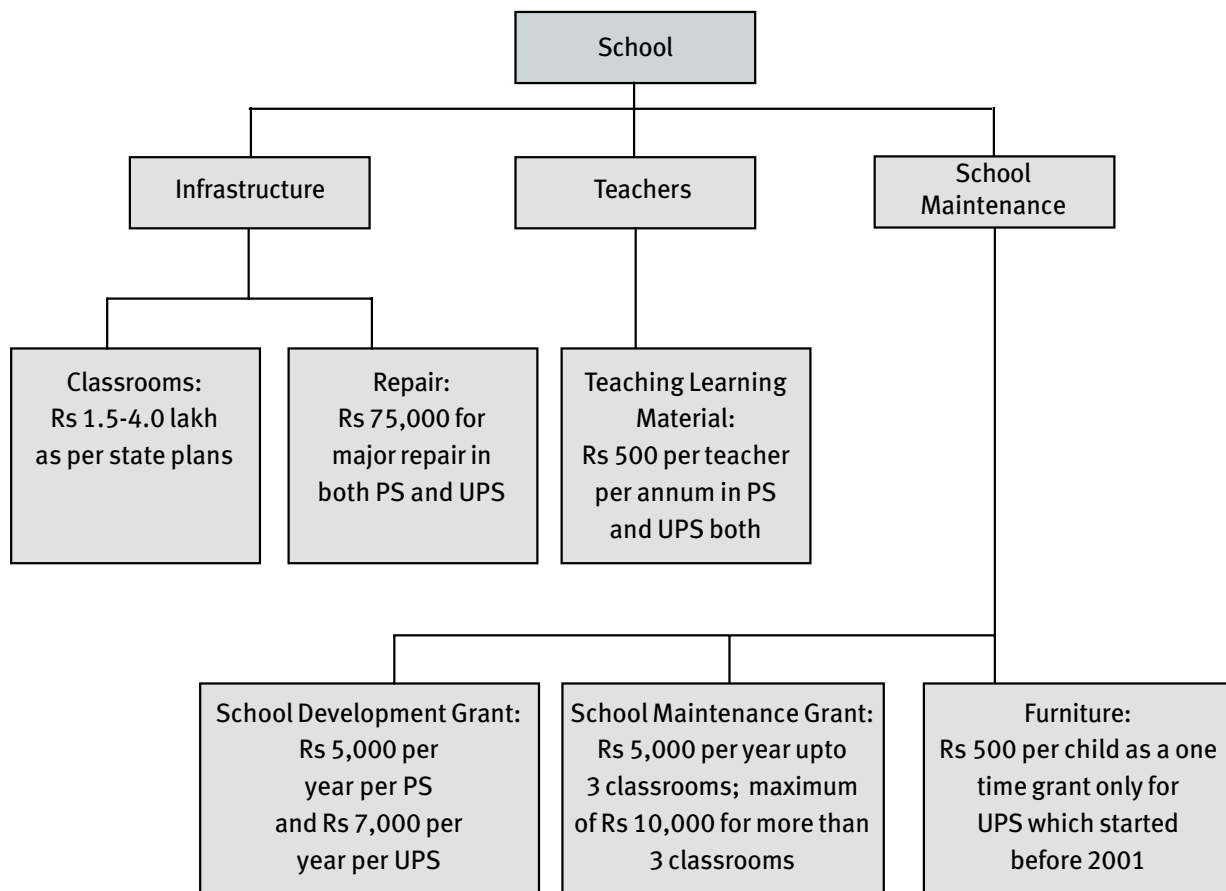 School
Infrastructure
Teachers
School
Maintenance
Classrooms:
Rs 1.5-4.0 lakh
as per state plans
Repair:
Rs 75,000 for
major repair in
both PS and UPS
Teaching Learning
Material:
Rs 500 per teacher
per annum in PS
and UPS both
School Development Grant:
Rs 5,000 per
year per PS
and Rs 7,000 per
year per UPS
School Maintenance Grant:
Rs 5,000 per year upto
3 classrooms; maximum
of Rs 10,000 for more than
3 classrooms
Furniture:
Rs 500 per child as a one
time grant only for
UPS which started
before 2001